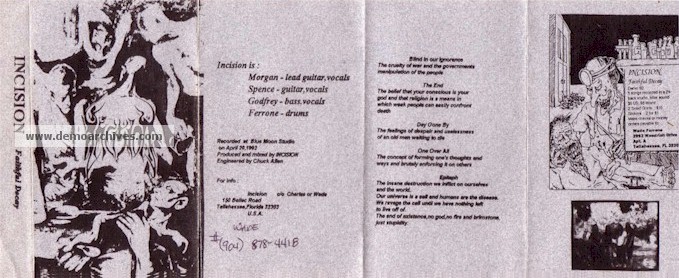 INCISION Faithful Decay
www.demoarchives.com
Incision is :
Morgan - lead guitar,vocals
Spence - guitar,vocals
Godfrey - bass.vocals
Ferrone - drums
Recorded at Blue Moon Studio
on April 29,1992
Produced and mixed by INCISION
Engineered by Chuck Allen
For info.
Incision c/o Charles or Wade
150 Belief Road
Tallahassee,Florida 32303
U.S.A.
WADE
#(904) 878-4418
Blind in our Ignorance
The cruelty of war and the governments
manipulation of the people
The End
The belief that your conscious is your
god and that religion is a means in
which weak people can easily confront
death
Day Gone By
The feelings of despair and uselessness
of an old man waiting to die
One Over All
The concept of forming one's thoughts and
ways and brutaly enforcing it on others
Epitaph
The insane destruction we inflict on ourselves
and the world.
Our universe is a cell and humans are the disease.
We ravage the cell until we have nothing left
to live off of.
The end of existence,no god,no fire and brimstone,
just stupidity.
INCISION
Faithful Decay
Wade Ferrone
Apt.
Tallahassee, FL